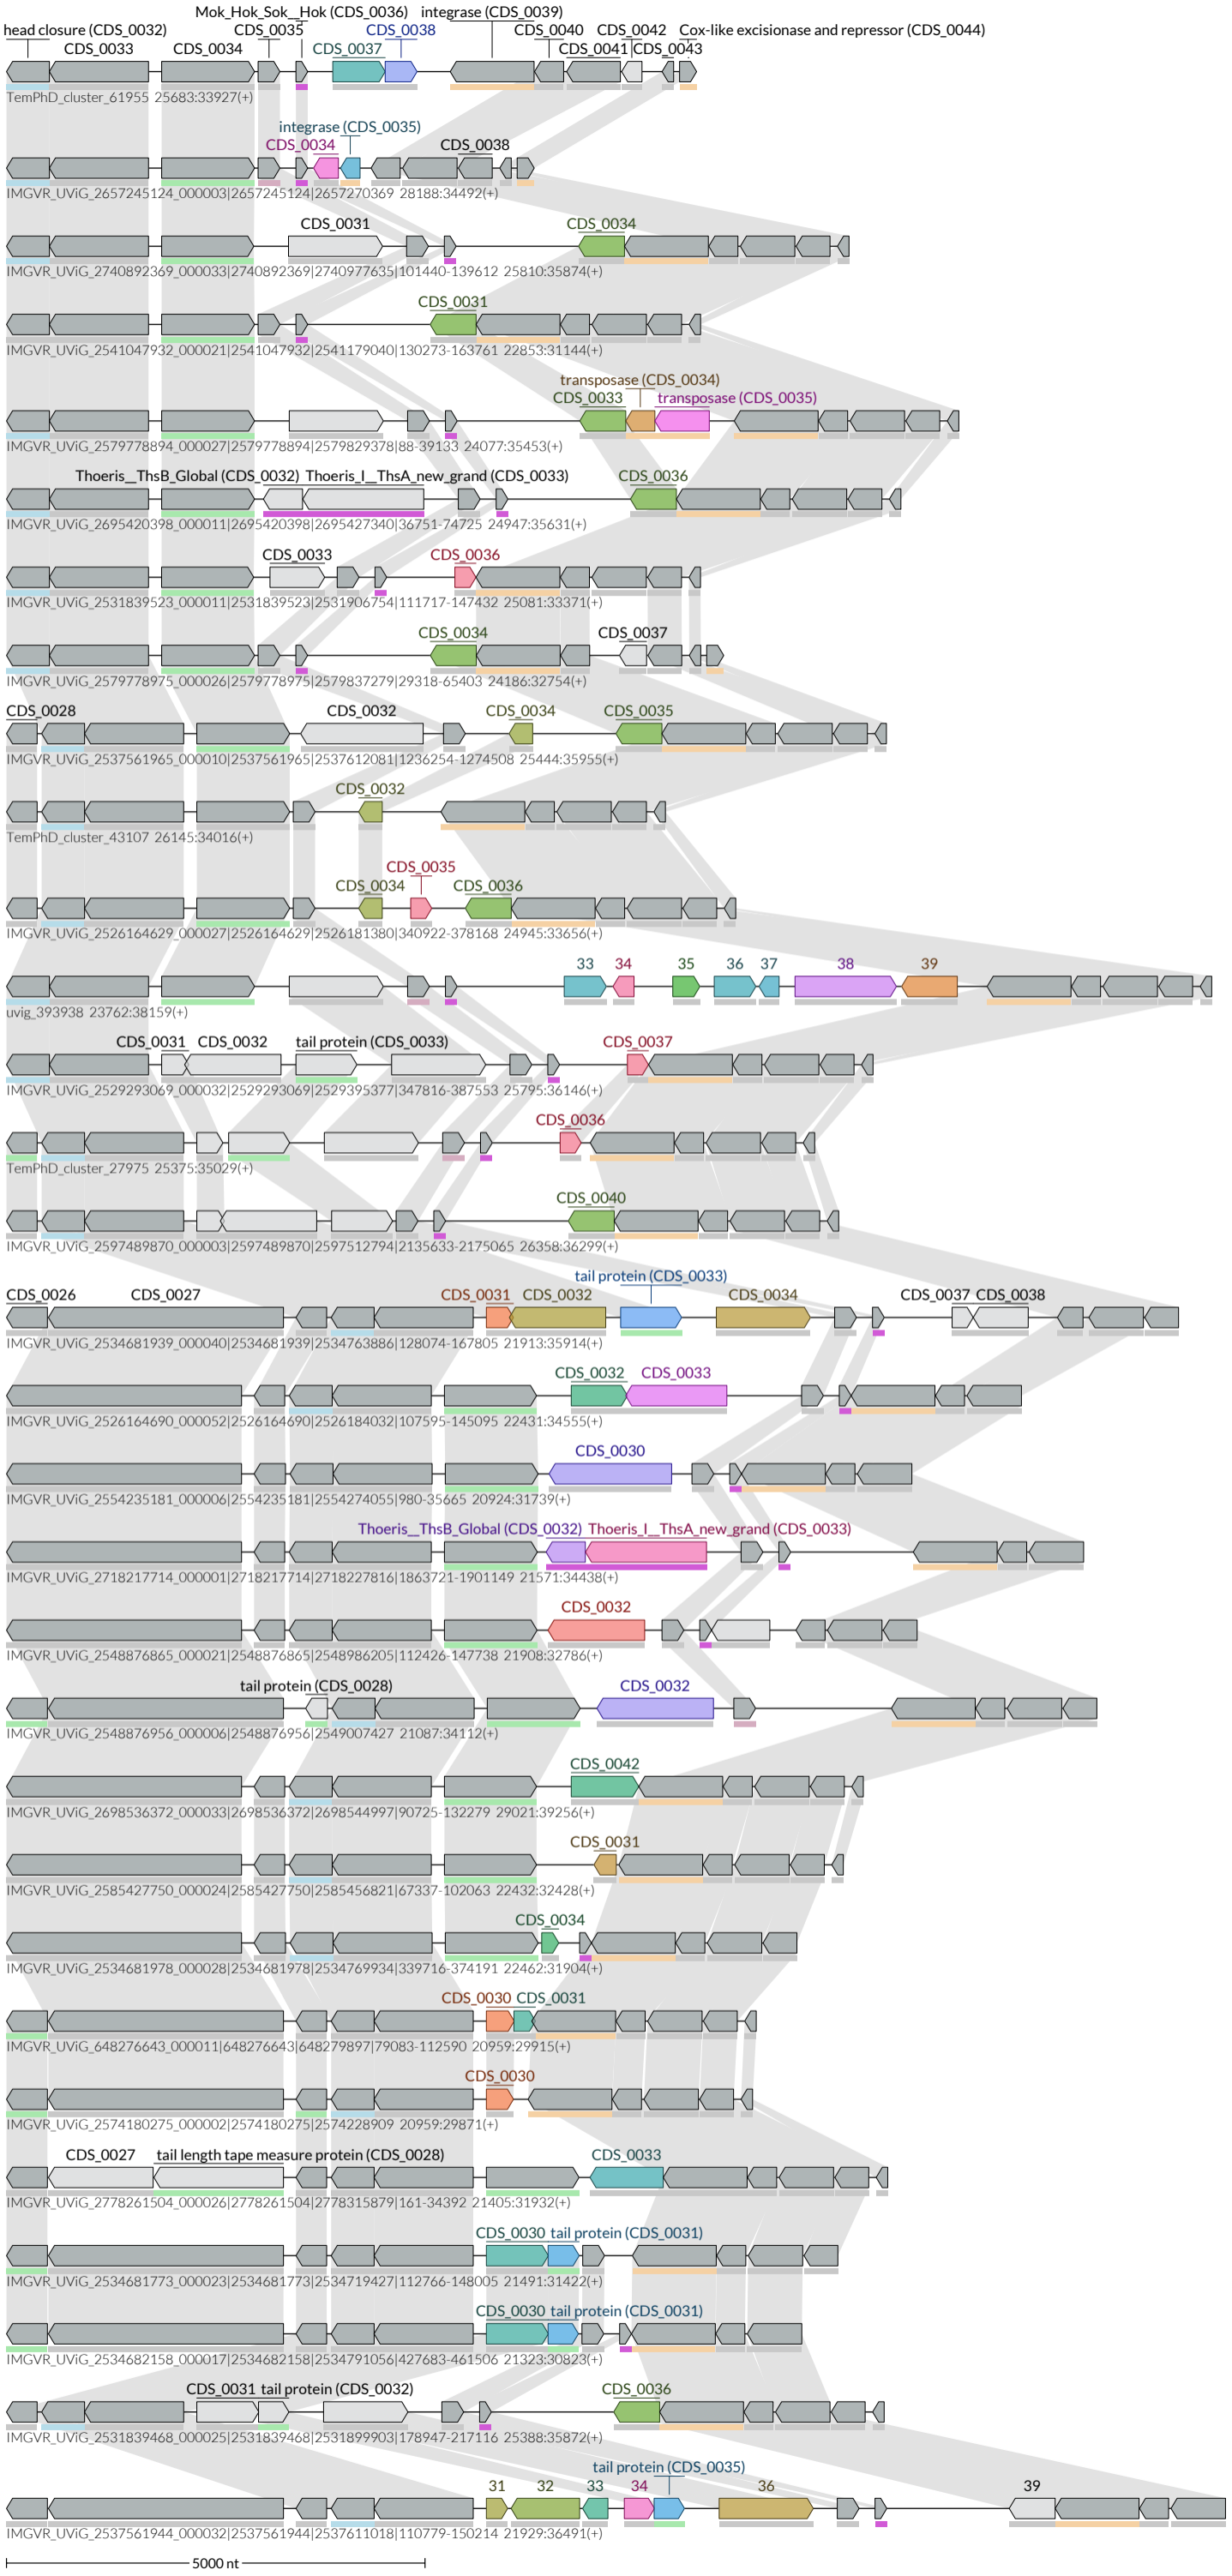 Mok_Hok_Sok__Hok (CDS_0036) integrase (CDS_0039)
head closure (CDS_0032) CDS_0035 CDS_0038 CDS_0040 CDS_0042 Cox-like excisionase and repressor (CDS_0044)
CDS_0033 CDS_0034 CDS_0037 CDS_0041 CDS_0043
TemPhD_cluster_61955 25683:33927(+)
integrase (CDS_0035)
CDS_0034 CDS_0038
IMGVR_UViG_2657245124_000003|2657245124|2657270369 28188:34492(+)
CDS_0031 CDS_0034
IMGVR_UViG_2740892369_000033|2740892369|2740977635|101440-139612 25810:35874(+)
CDS_0031
IMGVR_UViG_2541047932_000021|2541047932|2541179040|130273-163761 22853:31144(+)
transposase (CDS_0034)
CDS_0033 transposase (CDS_0035)
IMGVR_UViG_2579778894_000027|2579778894|2579829378|88-39133 24077:35453(+)
Thoeris__ThsB_Global (CDS_0032) Thoeris_I__ThsA_new_grand (CDS_0033) CDS_0036
IMGVR_UViG_2695420398_000011|2695420398|2695427340|36751-74725 24947:35631(+)
CDS_0033 CDS_0036
IMGVR_UViG_2531839523_000011|2531839523|2531906754|111717-147432 25081:33371(+)
CDS_0034 CDS_0037
IMGVR_UViG_2579778975_000026|2579778975|2579837279|29318-65403 24186:32754(+)
CDS_0028 CDS_0032 CDS_0034 CDS_0035
IMGVR_UViG_2537561965_000010|2537561965|2537612081|1236254-1274508 25444:35955(+)
CDS_0032
TemPhD_cluster_43107 26145:34016(+)
CDS_0035
CDS_0034 CDS_0036
IMGVR_UViG_2526164629_000027|2526164629|2526181380|340922-378168 24945:33656(+)
33 34 35 36 37 38 39
uvig_393938 23762:38159(+)
CDS_0031 CDS_0032 tail protein (CDS_0033) CDS_0037
IMGVR_UViG_2529293069_000032|2529293069|2529395377|347816-387553 25795:36146(+)
CDS_0036
TemPhD_cluster_27975 25375:35029(+)
CDS_0040
IMGVR_UViG_2597489870_000003|2597489870|2597512794|2135633-2175065 26358:36299(+)
tail protein (CDS_0033)
CDS_0026 CDS_0027 CDS_0031 CDS_0032 CDS_0034 CDS_0037 CDS_0038
IMGVR_UViG_2534681939_000040|2534681939|2534763886|128074-167805 21913:35914(+)
CDS_0032 CDS_0033
IMGVR_UViG_2526164690_000052|2526164690|2526184032|107595-145095 22431:34555(+)
CDS_0030
IMGVR_UViG_2554235181_000006|2554235181|2554274055|980-35665 20924:31739(+)
Thoeris__ThsB_Global (CDS_0032) Thoeris_I__ThsA_new_grand (CDS_0033)
IMGVR_UViG_2718217714_000001|2718217714|2718227816|1863721-1901149 21571:34438(+)
CDS_0032
IMGVR_UViG_2548876865_000021|2548876865|2548986205|112426-147738 21908:32786(+)
tail protein (CDS_0028) CDS_0032
IMGVR_UViG_2548876956_000006|2548876956|2549007427 21087:34112(+)
CDS_0042
IMGVR_UViG_2698536372_000033|2698536372|2698544997|90725-132279 29021:39256(+)
CDS_0031
IMGVR_UViG_2585427750_000024|2585427750|2585456821|67337-102063 22432:32428(+)
CDS_0034
IMGVR_UViG_2534681978_000028|2534681978|2534769934|339716-374191 22462:31904(+)
CDS_0030 CDS_0031
IMGVR_UViG_648276643_000011|648276643|648279897|79083-112590 20959:29915(+)
CDS_0030
IMGVR_UViG_2574180275_000002|2574180275|2574228909 20959:29871(+)
CDS_0027 tail length tape measure protein (CDS_0028) CDS_0033
IMGVR_UViG_2778261504_000026|2778261504|2778315879|161-34392 21405:31932(+)
CDS_0030 tail protein (CDS_0031)
IMGVR_UViG_2534681773_000023|2534681773|2534719427|112766-148005 21491:31422(+)
CDS_0030 tail protein (CDS_0031)
IMGVR_UViG_2534682158_000017|2534682158|2534791056|427683-461506 21323:30823(+)
CDS_0031 tail protein (CDS_0032) CDS_0036
IMGVR_UViG_2531839468_000025|2531839468|2531899903|178947-217116 25388:35872(+)
tail protein (CDS_0035)
31 32 33 34 36 39
IMGVR_UViG_2537561944_000032|2537561944|2537611018|110779-150214 21929:36491(+)
5000 nt